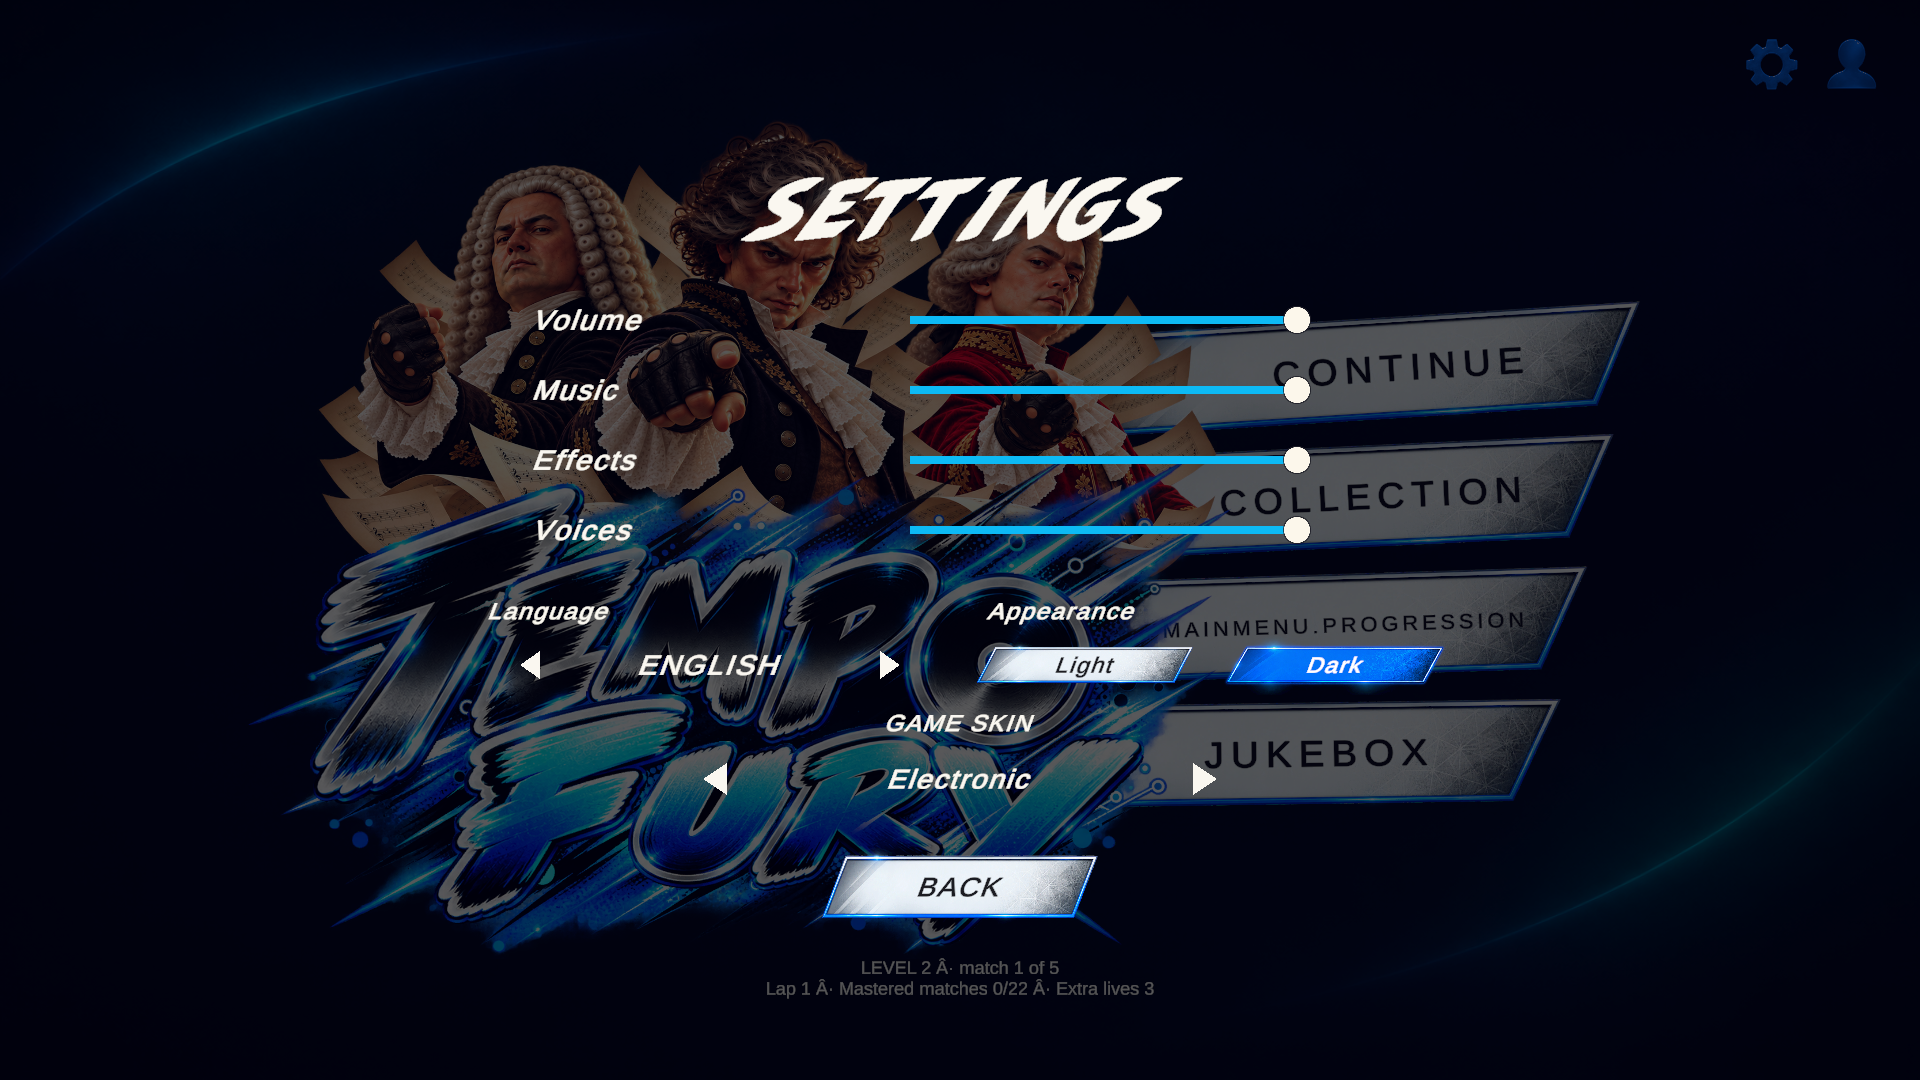 SETTINGS
Volume
Music
Effects
Voices
CONTINUE
COLLECTION
MAINMENU.PROGRESSION
JUKEBOX
TEMPO
FURY
Language
Appearance
ENGLISH
Light
Dark
GAME SKIN
Electronic
BACK
LEVEL 2 Â· match 1 of 5
Lap 1 Â· Mastered matches 0/22 Â· Extra lives 3